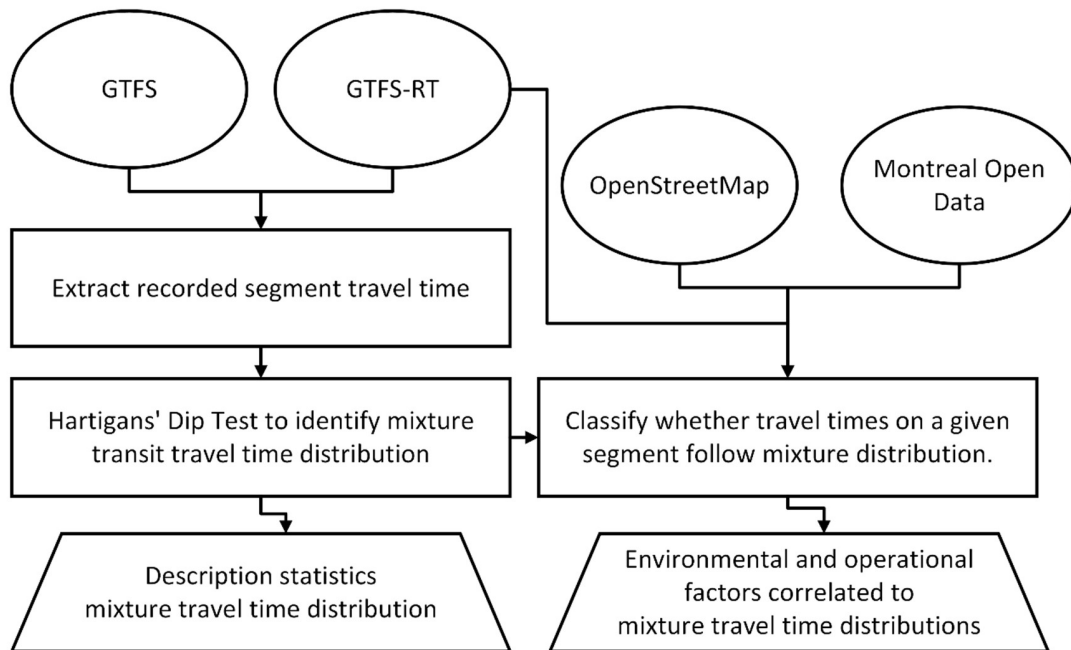 GTFS
GTFS-RT
OpenStreetMap
Montreal Open
Data
Extract recorded segment travel time
Hartigans' Dip Test to identify mixture
transit travel time distribution
Classify whether travel times on a given
segment follow mixture distribution.
Description statistics
mixture travel time distribution
Environmental and operational
factors correlated to
mixture travel time distributions